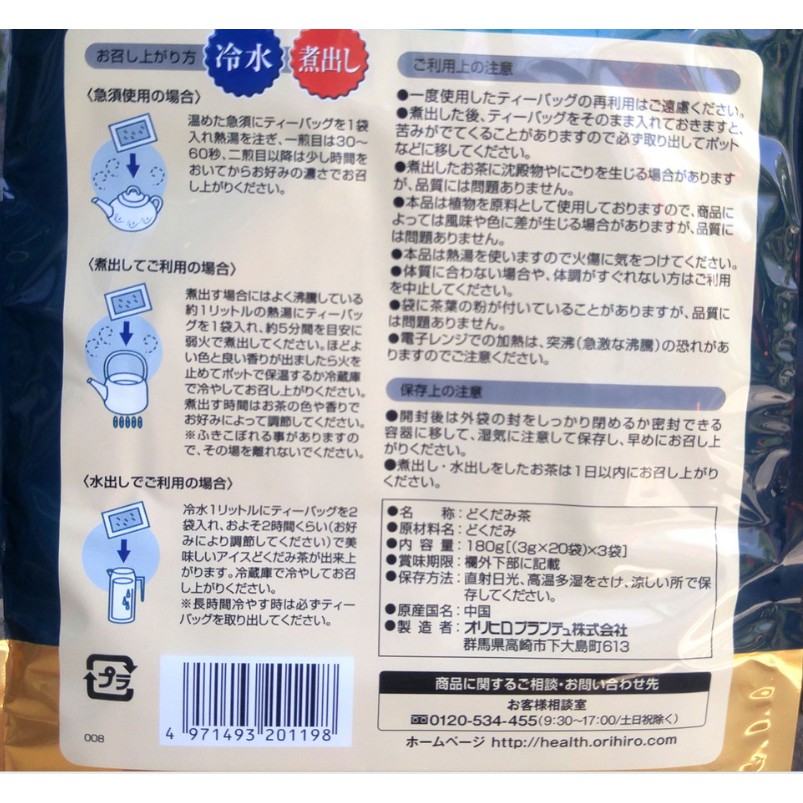 お召し上がり方
冷水
煮出し
〈急須使用の場合〉
温めた急須にティーバッグを1袋
入れ熱湯を注ぎ、一煎目は30～
60秒、二煎目以降は少し時間を
おいてからお好みの濃さでお召
し上がりください。
〈煮出してご利用の場合〉
煮出す場合にはよく沸騰している
約1リットルの熱湯にティーバッ
グを1袋入れ、約5分間を目安に
弱火で煮出してください。ほどよ
い色と良い香りが出ましたら火を
止めてポットで保温するか冷蔵庫
で冷やしてお召し上がりください。
煮出す時間はお茶の色や香りで
お好みによって調節してください。
※ふきこぼれる事がありますの
で、その場を離れないでください。
〈水出しでご利用の場合〉
冷水1リットルにティーバッグを2
袋入れ、およそ2時間くらい(お好
みにより調節してください)で美
味しいアイスどくだみ茶が出来上
がります。冷蔵庫で冷やしてお召
し上がりください。
※長時間冷やす時は必ずティー
バッグを取り出してください。
プラ
008
4 971493 201198
ご利用上の注意
●一度使用したティーバッグの再利用はご遠慮ください。
●煮出した後、ティーバッグをそのまま入れておきますと、
苦みがでてくることがありますので必ず取り出してポット
などに移してください。
●煮出したお茶に沈殿物やにごりを生じる場合があります
が、品質には問題ありません。
●本品は植物を原料として使用しておりますので、商品に
よっては風味や色に差が生じる場合がありますが、品質に
は問題ありません。
●本品は熱湯を使いますので火傷に気をつけてください。
●体質に合わない場合や、体調がすぐれない方はご利用
を中止してください。
●袋に茶葉の粉が付いていることがありますが、品質に
は問題ありません。
●電子レンジでの加熱は、突沸(急激な沸騰)の恐れがあ
りますのでご注意ください。
保存上の注意
●開封後は外袋の封をしっかり閉めるか密封できる
容器に移して、湿気に注意して保存し、早めにお召し上
がりください。
●煮出し・水出しをしたお茶は1日以内にお召し上がり
ください。
●名 称：どくだみ茶
●原材料名：どくだみ
●内 容 量：180g[(3g×20袋)×3袋]
●賞味期限：欄外下部に記載
●保存方法：直射日光、高温多湿をさけ、涼しい所で保
存してください。
●原産国名：中国
●製 造 者：オリヒロプランデュ株式会社
群馬県高崎市下大島町613
商品に関するご相談・お問い合わせ先
お客様相談室
0120-534-455(9:30～17:00/土日祝除く)
ホームページ http://health.orihiro.com